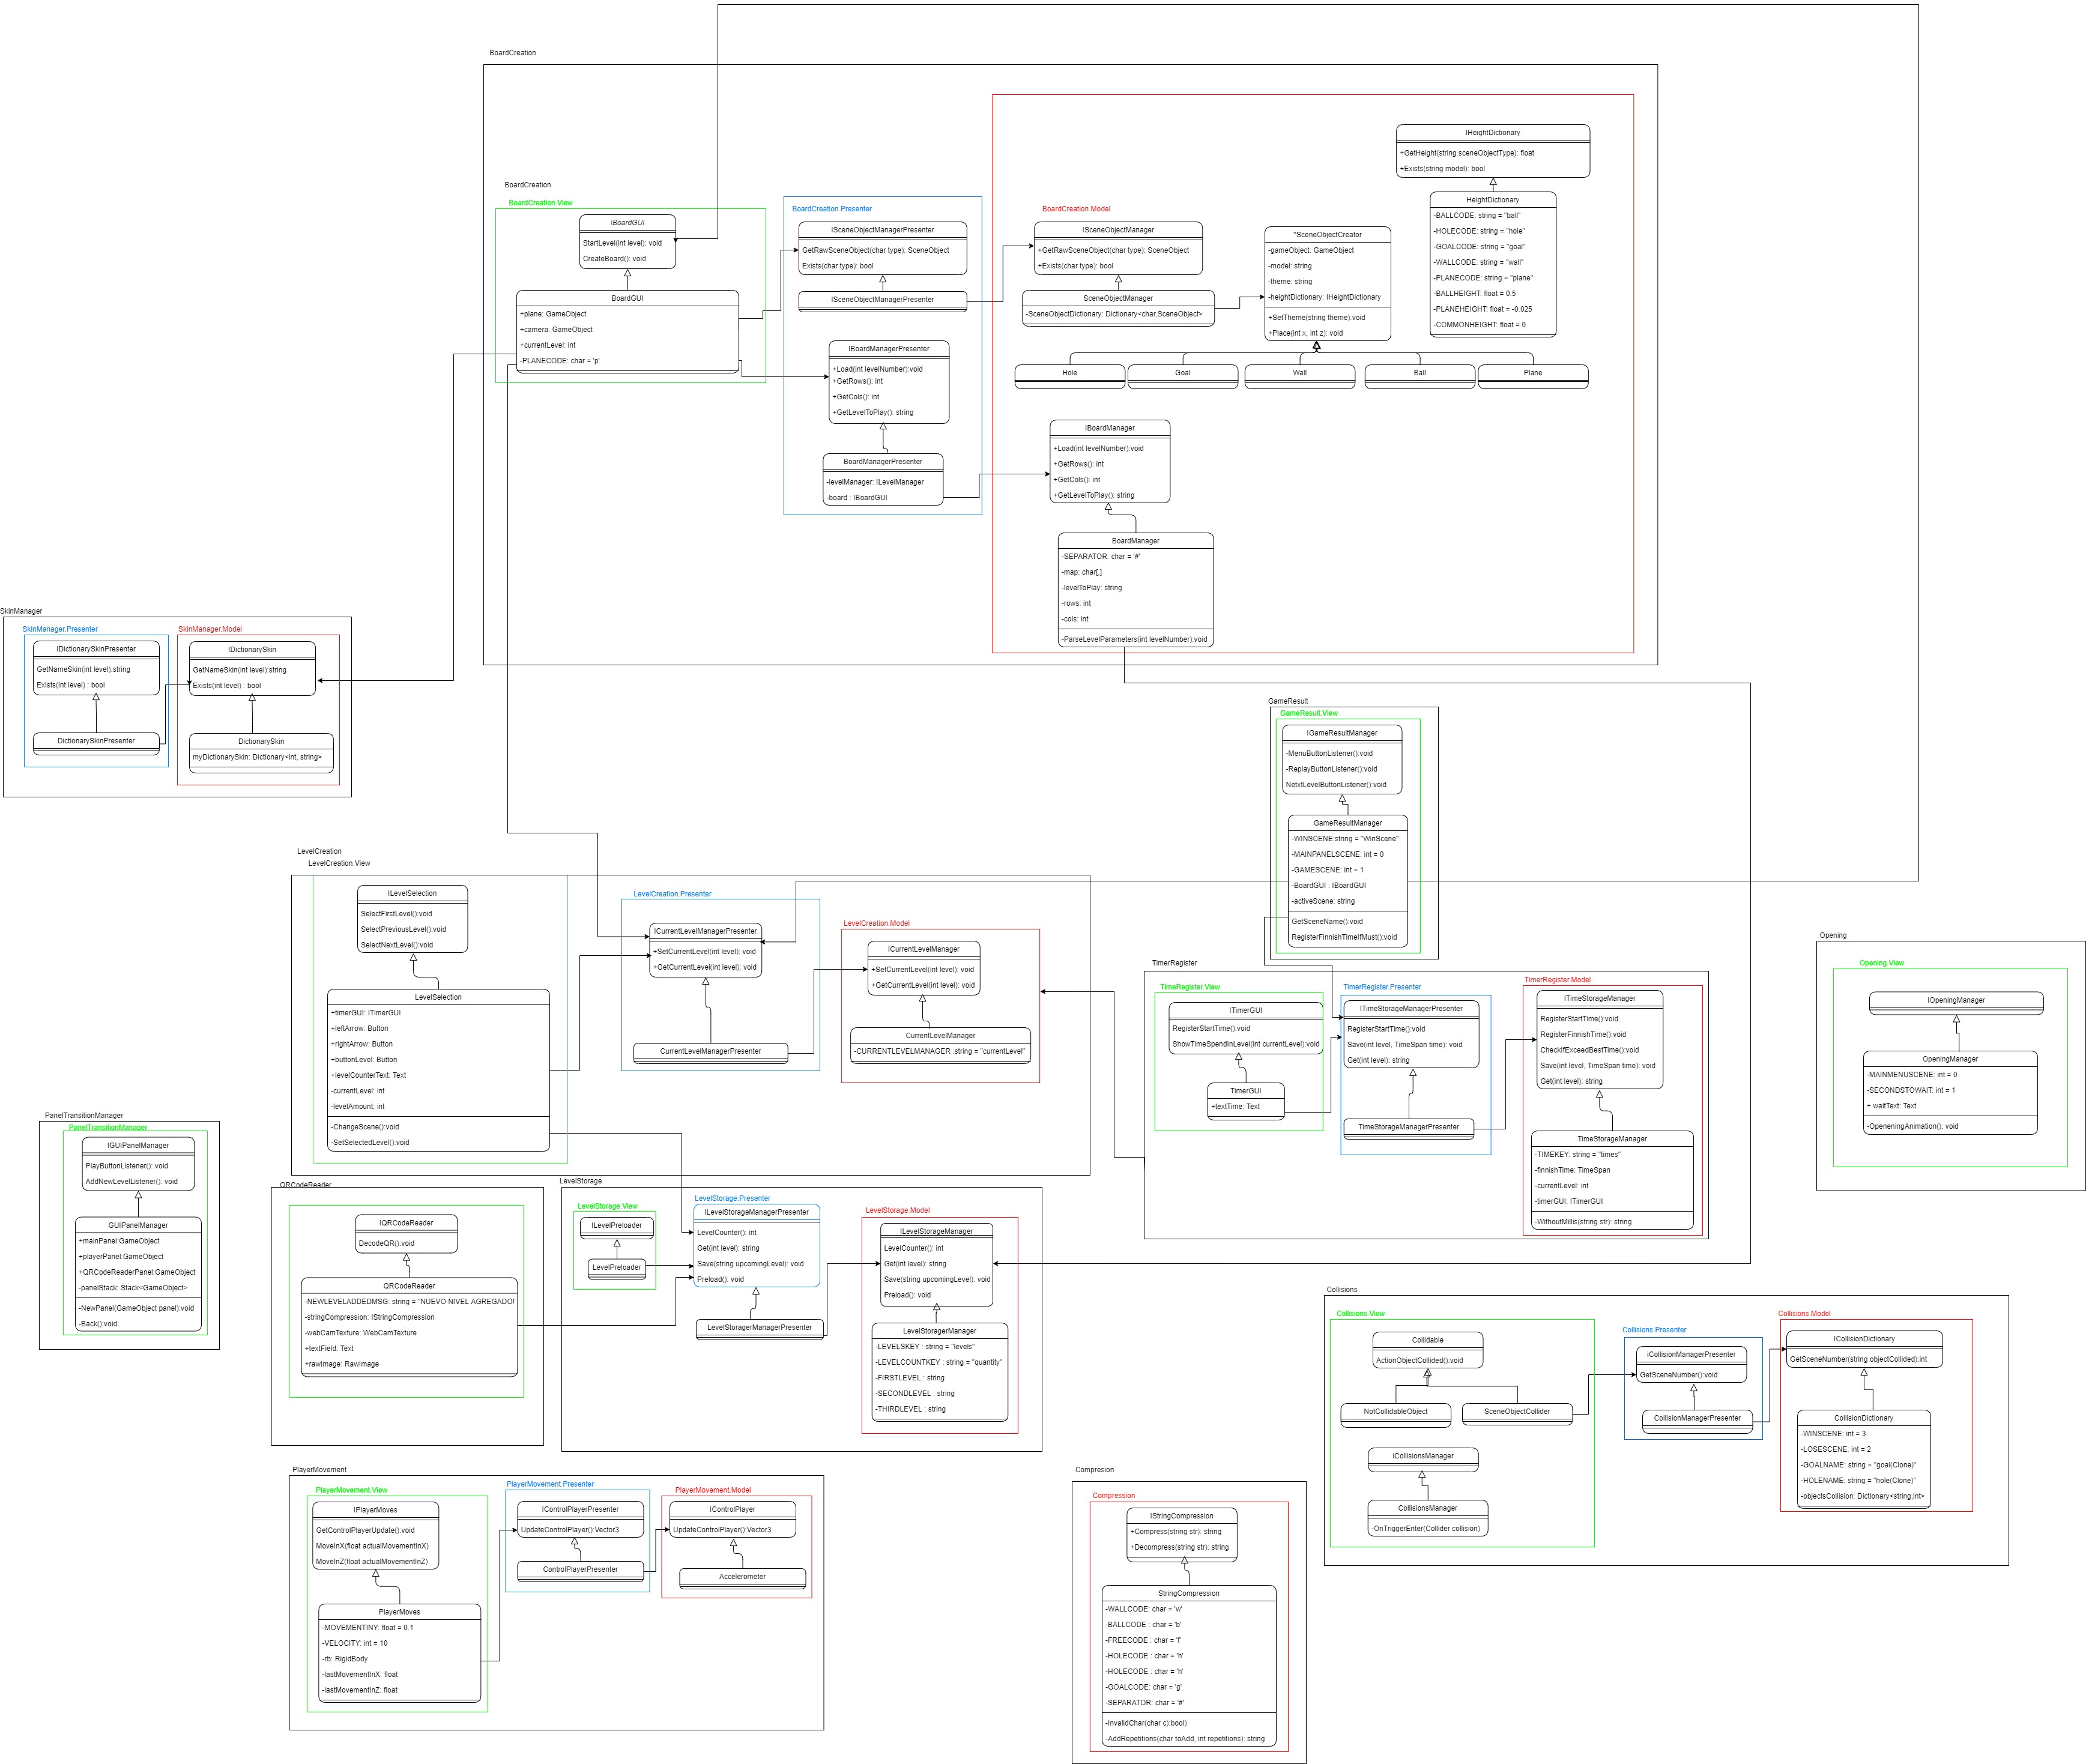 BoardCreation
BoardCreation
BoardCreation.View
IBoardGUI
StartLevel(int level): void
CreateBoard(): void
BoardGUI
+plane: GameObject
+camera: GameObject
+currentLevel: int
-PLANECODE: char = 'p'
BoardCreation.Presenter
ISceneObjectManagerPresenter
GetRawSceneObject(char type): SceneObject
Exists(char type): bool
ISceneObjectManagerPresenter
IBoardManagerPresenter
+Load(int levelNumber):void
+GetRows(): int
+GetCols(): int
+GetLevelToPlay(): string
BoardManagerPresenter
-levelManager: ILevelManager
-board : IBoardGUI
BoardCreation.Model
ISceneObjectManager
+GetRawSceneObject(char type): SceneObject
+Exists(char type): bool
SceneObjectManager
-SceneObjectDictionary: Dictionary<char,SceneObject>
*SceneObjectCreator
-gameObject: GameObject
-model: string
-theme: string
-heightDictionary: IHeightDictionary
+SetTheme(string theme):void
+Place(int x, int z): void
IHeightDictionary
+GetHeight(string sceneObjectType): float
+Exists(string model): bool
HeightDictionary
-BALLCODE: string = "ball"
-HOLECODE: string = "hole"
-GOALCODE: string = "goal"
-WALLCODE: string = "wall"
-PLANECODE: string = "plane"
-BALLHEIGHT: float = 0.5
-PLANEHEIGHT: float = -0.025
-COMMONHEIGHT: float = 0
Hole
Goal
Wall
Ball
Plane
IBoardManager
+Load(int levelNumber):void
+GetRows(): int
+GetCols(): int
+GetLevelToPlay(): string
BoardManager
-SEPARATOR: char = '#'
-map: char[,]
-levelToPlay: string
-rows: int
-cols: int
-ParseLevelParameters(int levelNumber):void
SkinManager
SkinManager.Presenter
IDictionarySkinPresenter
GetNameSkin(int level):string
Exists(int level) : bool
DictionarySkinPresenter
SkinManager.Model
IDictionarySkin
GetNameSkin(int level):string
Exists(int level) : bool
DictionarySkin
myDictionarySkin: Dictionary<int, string>
GameResult
GameResult.View
IGameResultManager
-MenuButtonListener():void
-ReplayButtonListener():void
NetxtLevelButtonListener():void
GameResultManager
-WINSCENE:string = "WinScene"
-MAINPANELSCENE: int = 0
-GAMESCENE: int = 1
-BoardGUI : IBoardGUI
-activeScene: string
GetSceneName():void
RegisterFinnishTimeIfMust():void
LevelCreation
LevelCreation.View
ILevelSelection
SelectFirstLevel():void
SelectPreviousLevel():void
SelectNextLevel():void
LevelSelection
+timerGUI: ITimerGUI
+leftArrow: Button
+rightArrow: Button
+buttonLevel: Button
+levelCounterText: Text
-currentLevel: int
-levelAmount: int
-ChangeScene():void
-SetSelectedLevel():void
LevelCreation.Presenter
ICurrentLevelManagerPresenter
+SetCurrentLevel(int level): void
+GetCurrentLevel(int level): void
CurrentLevelManagerPresenter
LevelCreation.Model
ICurrentLevelManager
+SetCurrentLevel(int level): void
+GetCurrentLevel(int level): void
CurrentLevelManager
-CURRENTLEVELMANAGER :string = "currentLevel"
TimerRegister
TimeRegister.View
ITimerGUI
RegisterStartTime():void
ShowTimeSpendInLevel(int currentLevel):void
TimerGUI
+textTime: Text
TimerRegister.Presenter
ITimeStorageManagerPresenter
RegisterStartTime():void
Save(int level, TimeSpan time): void
Get(int level): string
TimeStorageManagerPresenter
TimerRegister.Model
ITimeStorageManager
RegisterStartTime():void
RegisterFinnishTime():void
CheckIfExceedBestTime():void
Save(int level, TimeSpan time): void
Get(int level): string
TimeStorageManager
-TIMEKEY: string = "times"
-finnishTime: TimeSpan
-currentLevel: int
-timerGUI: ITimerGUI
-WithoutMillis(string str): string
Opening
Opening.View
IOpeningManager
OpeningManager
-MAINMENUSCENE: int = 0
-SECONDSTOWAIT: int = 1
+ waitText: Text
-OpeneningAnimation(): void
PanelTransitionManager
PanelTransitionManager
IGUIPanelManager
PlayButtonListener(): void
AddNewLevelListener(): void
GUIPanelManager
+mainPanel:GameObject
+playerPanel:GameObject
+QRCodeReaderPanel:GameObject
-panelStack: Stack<GameObject>
-NewPanel(GameObject panel):void
-Back():void
QRCodeReader
IQRCodeReader
DecodeQR():void
QRCodeReader
-NEWLEVELADDEDMSG: string = "NUEVO NIVEL AGREGADO!'
-stringCompression: IStringCompression
-webCamTexture: WebCamTexture
+textField: Text
+rawImage: RawImage
LevelStorage
LevelStorage.View
ILevelPreloader
LevelPreloader
LevelStorage.Presenter
ILevelStorageManagerPresenter
LevelCounter(): int
Get(int level): string
Save(string upcomingLevel): void
Preload(): void
LevelStoragerManagerPresenter
LevelStorage.Model
ILevelStorageManager
LevelCounter(): int
Get(int level): string
Save(string upcomingLevel): void
Preload(): void
LevelStoragerManager
-LEVELSKEY : string = "levels"
-LEVELCOUNTKEY : string = "quantity"
-FIRSTLEVEL : string
-SECONDLEVEL : string
-THIRDLEVEL : string
Collisions
Collisions.View
Collidable
ActionObjectCollided():void
NotCollidableObject
SceneObjectCollider
iCollisionsManager
CollisionsManager
-OnTriggerEnter(Collider collision)
Collisions.Presenter
iCollisionManagerPresenter
GetSceneNumber():void
CollisionManagerPresenter
Collisions.Model
ICollisionDictionary
GetSceneNumber(string objectCollided):int
CollisionDictionary
-WINSCENE: int = 3
-LOSESCENE: int = 2
-GOALNAME: string = "goal(Clone)"
-HOLENAME: string = "hole(Clone)"
-objectsCollision: Dictionary<string,int>
PlayerMovement
PlayerMovement.View
IPlayerMoves
GetControlPlayerUpdate():void
MoveInX(float actualMovementInX)
MoveInZ(float actualMovementInZ)
PlayerMoves
-MOVEMENTINY: float = 0.1
-VELOCITY: int = 10
-rb: RigidBody
-lastMovementInX: float
-lastMovementInZ: float
PlayerMovement.Presenter
IControlPlayerPresenter
UpdateControlPlayer():Vector3
ControlPlayerPresenter
PlayerMovement.Model
IControlPlayer
UpdateControlPlayer():Vector3
Accelerometer
Compresion
Compression
IStringCompression
+Compress(string str): string
+Decompress(string str): string
StringCompression
-WALLCODE: char = 'w'
-BALLCODE : char = 'b'
-FREECODE : char = 'f'
-HOLECODE : char = 'h'
-HOLECODE : char = 'h'
-GOALCODE: char = 'g'
-SEPARATOR: char = '#'
-InvalidChar(char c):bool)
-AddRepetitions(char toAdd, int repetitions): string